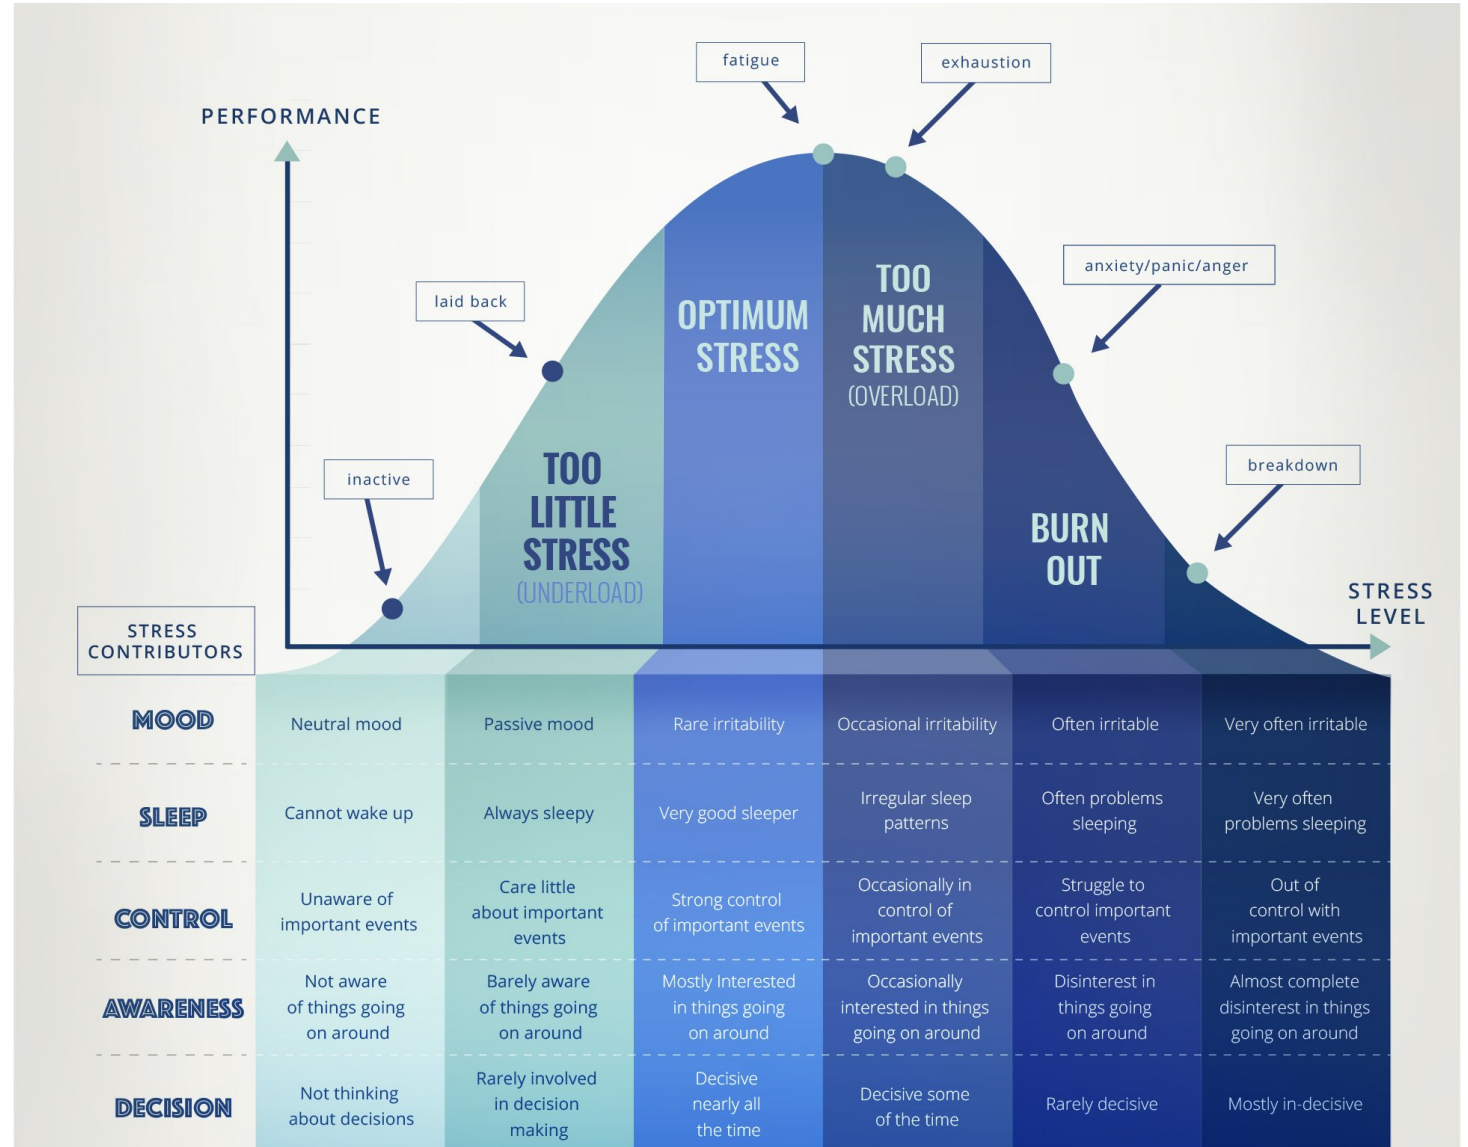 fatigue
exhaustion
PERFORMANCE
TOO
MUCH
STRESS
(OVERLOAD)
anxiety/panic/anger
laid back
OPTIMUM
STRESS
inactive
TOO
LITTLE
STRESS
(UNDERLOAD)
BURN
OUT
breakdown
STRESS
LEVEL
STRESS
CONTRIBUTORS
MOOD
Neutral mood
Passive mood
Rare irritability
Occasional irritability
Often irritable
Very often irritable
SLEEP
Cannot wake up
Always sleepy
Very good sleeper
Irregular sleep
patterns
Often problems
sleeping
Very often
problems sleeping
CONTROL
Unaware of
important events
Care little
about important
events
Strong control
of important events
Occasionally in
control of
important events
Struggle to
control important
events
Out of
control with
important events
AWARENESS
Not aware
of things going
on around
Barely aware
of things going
on around
Mostly Interested
in things going
on around
Occasionally
interested in things
going on around
Disinterest in
things going
on around
Almost complete
disinterest in things
going on around
DECISION
Not thinking
about decisions
Rarely involved
in decision
making
Decisive
nearly all
the time
Decisive some
of the time
Rarely decisive
Mostly in-decisive